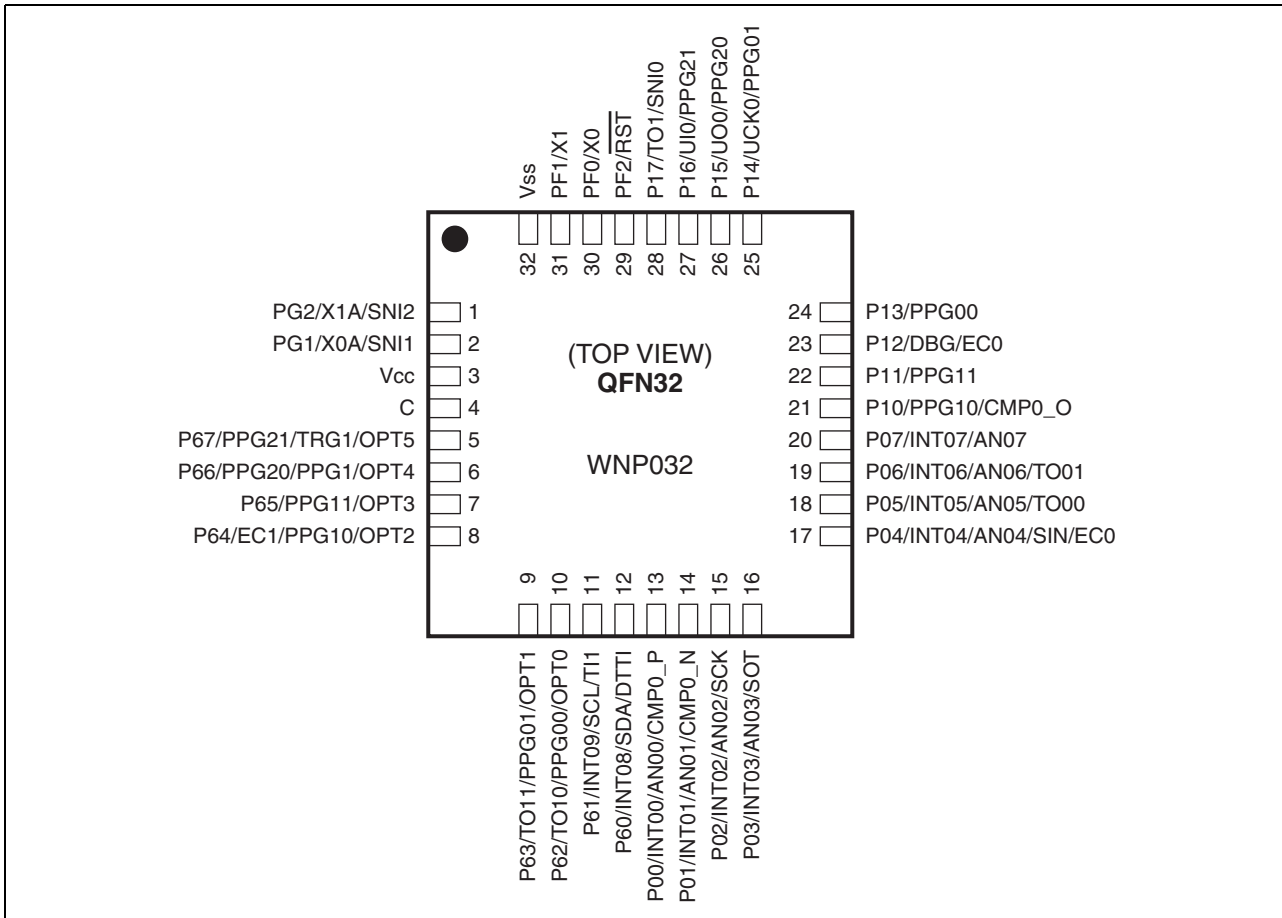 Vss
PF1/X1
PF0/X0
PF2/RST
P17/TO1/SNI0
P16/UI0/PPG21
P15/UO0/PPG20
P14/UCK0/PPG01
32
31
30
29
28
27
26
25
PG2/X1A/SNI2 1
PG1/X0A/SNI1 2
Vcc 3
C 4
P67/PPG21/TRG1/OPT5 5
P66/PPG20/PPG1/OPT4 6
P65/PPG11/OPT3 7
P64/EC1/PPG10/OPT2 8
(TOP VIEW)
QFN32
WNP032
24 P13/PPG00
23 P12/DBG/EC0
22 P11/PPG11
21 P10/PPG10/CMP0_O
20 P07/INT07/AN07
19 P06/INT06/AN06/TO01
18 P05/INT05/AN05/TO00
17 P04/INT04/AN04/SIN/EC0
9
10
11
12
13
14
15
16
P63/TO11/PPG01/OPT1
P62/TO10/PPG00/OPT0
P61/INT09/SCL/TI1
P60/INT08/SDA/DTTI
P00/INT00/AN00/CMP0_P
P01/INT01/AN01/CMP0_N
P02/INT02/AN02/SCK
P03/INT03/AN03/SOT